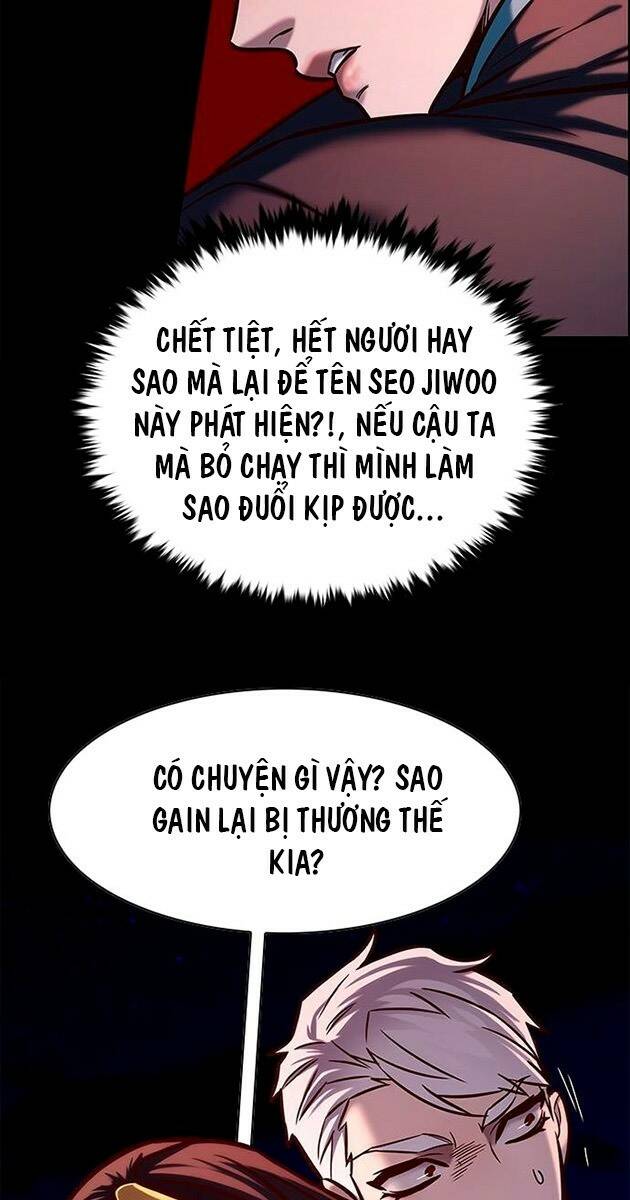 CHẾT TIỆT, HẾT NGƯƠI HAY
SAO MÀ LẠI ĐỂ TÊN SEO JIWOO
NÀY PHÁT HIỆN?!, NẾU CẬU TA
MÀ BỎ CHẠY THÌ MÌNH LÀM
SAO ĐUỔI KỊP ĐƯỢC...
CÓ CHUYỆN GÌ VẬY? SAO
GAIN LẠI BỊ THƯƠNG THẾ
KIA?